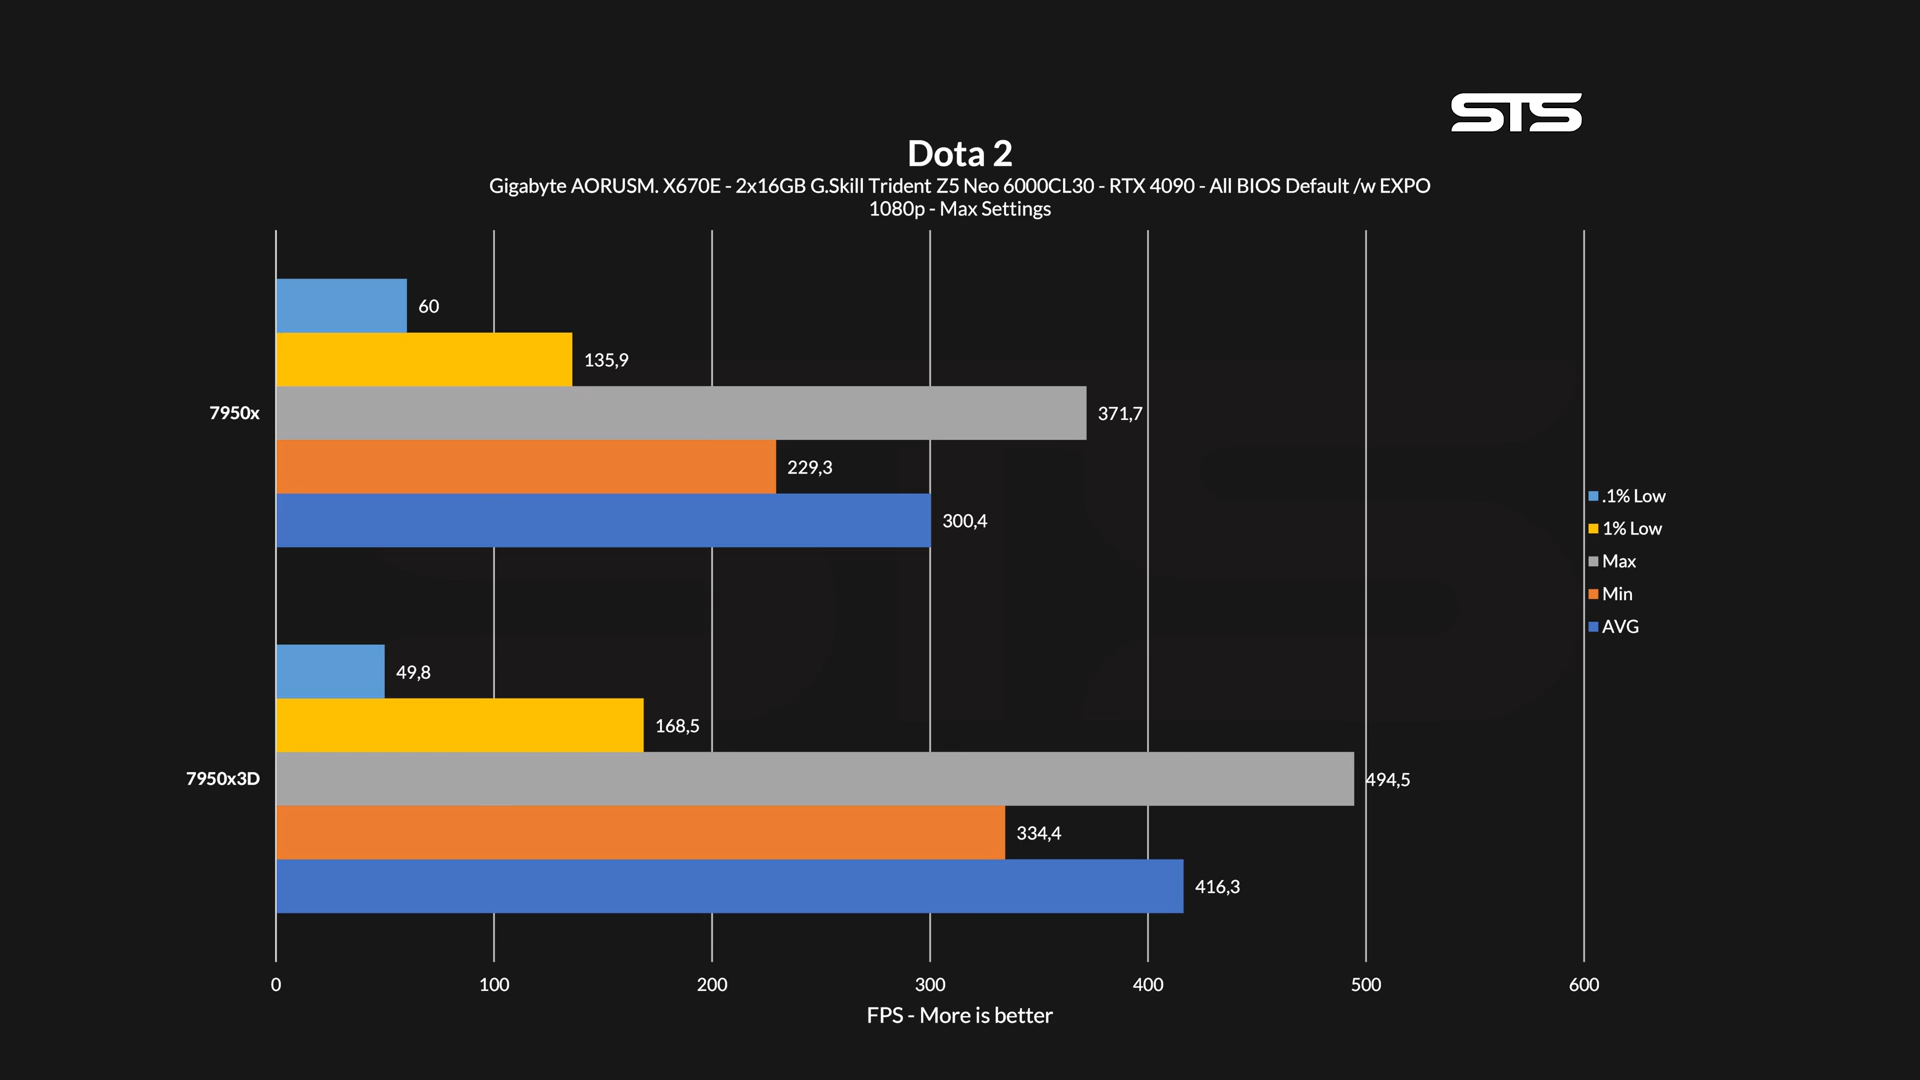 STS
Dota 2
Gigabyte AORUSM. X670E - 2x16GB G.Skill Trident Z5 Neo 6000CL30 - RTX 4090 - All BIOS Default /w EXPO
1080p - Max Settings
60
135,9
7950x
371,7
229,3
300,4
.1% Low
1% Low
Max
Min
AVG
49,8
168,5
7950x3D
494,5
334,4
416,3
0 100 200 300 400 500 600
FPS - More is better